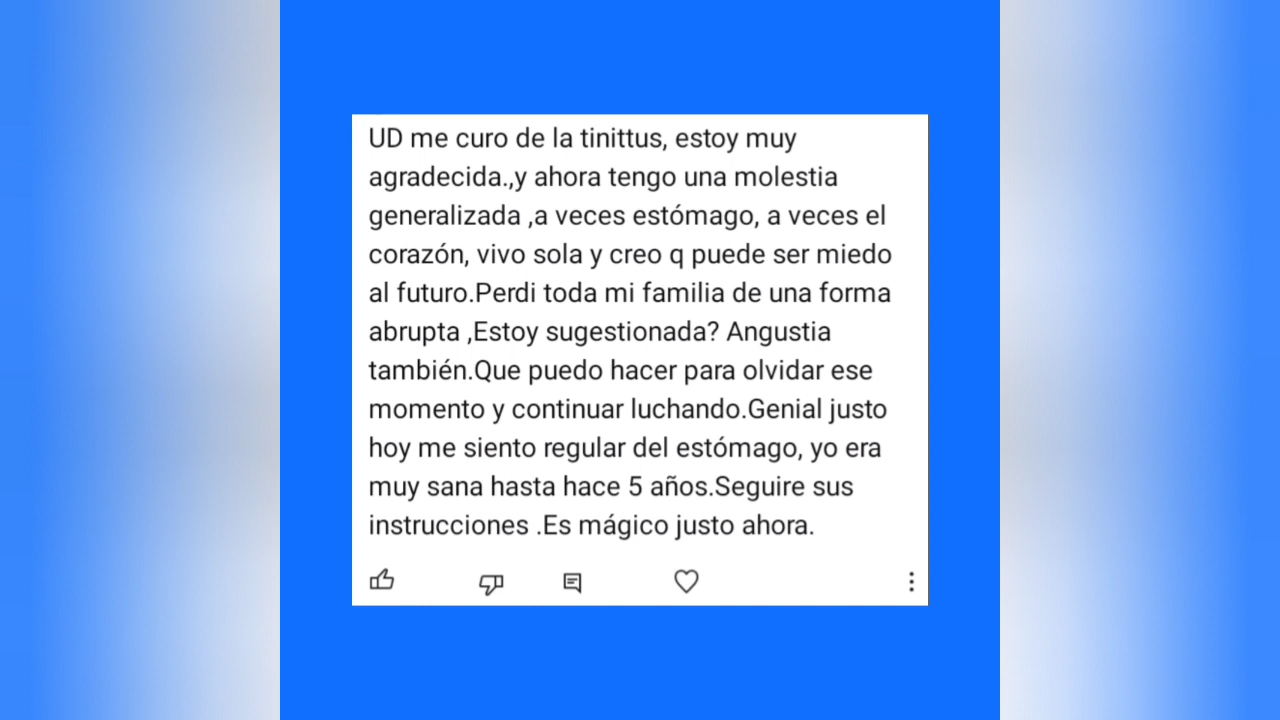 UD me curo de la tinittus, estoy muy
agradecida.,y ahora tengo una molestia
generalizada ,a veces estómago, a veces el
corazón, vivo sola y creo q puede ser miedo
al futuro.Perdi toda mi familia de una forma
abrupta ,Estoy sugestionada? Angustia
también.Que puedo hacer para olvidar ese
momento y continuar luchando.Genial justo
hoy me siento regular del estómago, yo era
muy sana hasta hace 5 años.Seguire sus
instrucciones .Es mágico justo ahora.